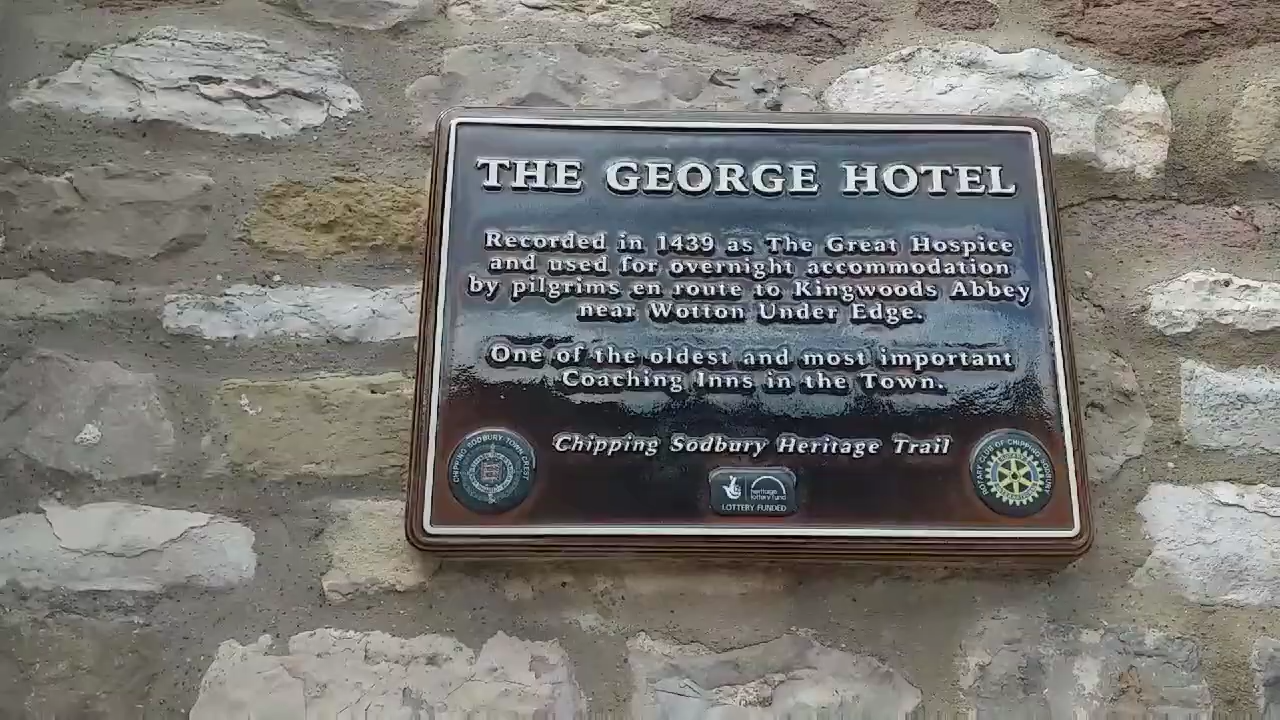 THE GEORGE HOTEL
Recorded in 1439 as The Great Hospice
and used for overnight accommodation
by pilgrims en route to Kingwoods Abbey
near Wotton Under Edge.
One of the oldest and most important
Coaching Inns in the Town.
Chipping Sodbury Heritage Trail
CHIPPING SODBURY TOWN CREST
heritage
lottery fund
LOTTERY FUNDED
ROTARY CLUB OF CHIPPING SODBURY